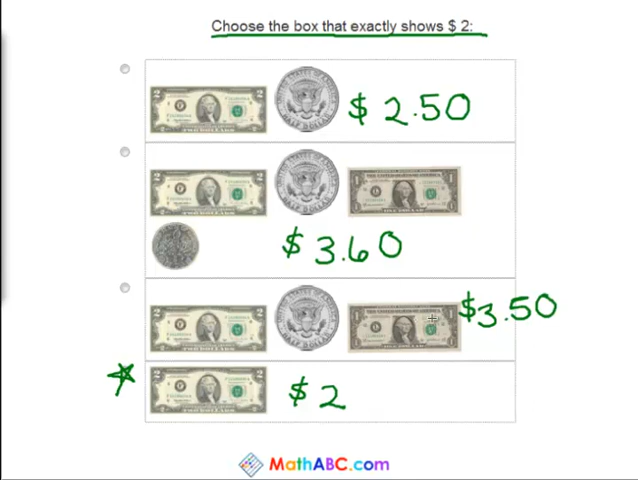 Choose the box that exactly shows $ 2:
$ 2.50
$ 3.60
$3.50
$ 2
MathABC.com